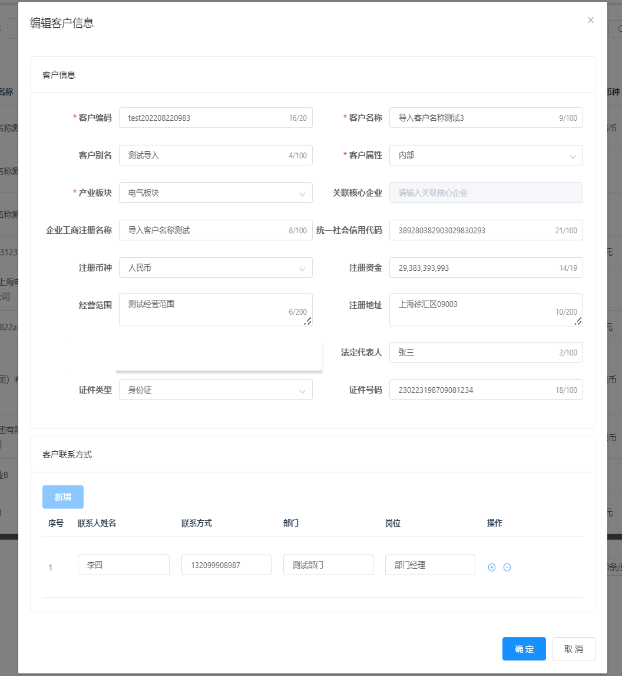 编辑客户信息
客户信息
* 客户编码 test202208220983 16/20 * 客户名称 导入客户名称测试3 9/100
客户别名 测试导入 4/100 * 客户属性 内部
* 产业板块 电气板块 关联核心企业 请输入关联核心企业
企业工商注册名称 导入客户名称测试 8/100 统一社会信用代码 389280382903029830293 21/100
注册币种 人民币 注册资金 29,383,393,993 14/19
经营范围 测试经营范围 6/200 注册地址 上海徐汇区09003 10/200
法定代表人 张三 2/100
证件类型 身份证 证件号码 230223198709081234 18/100
客户联系方式
新增
序号 联系人姓名 联系方式 部门 岗位 操作
1 李四 132099908987 测试部门 部门经理
确 定 取 消